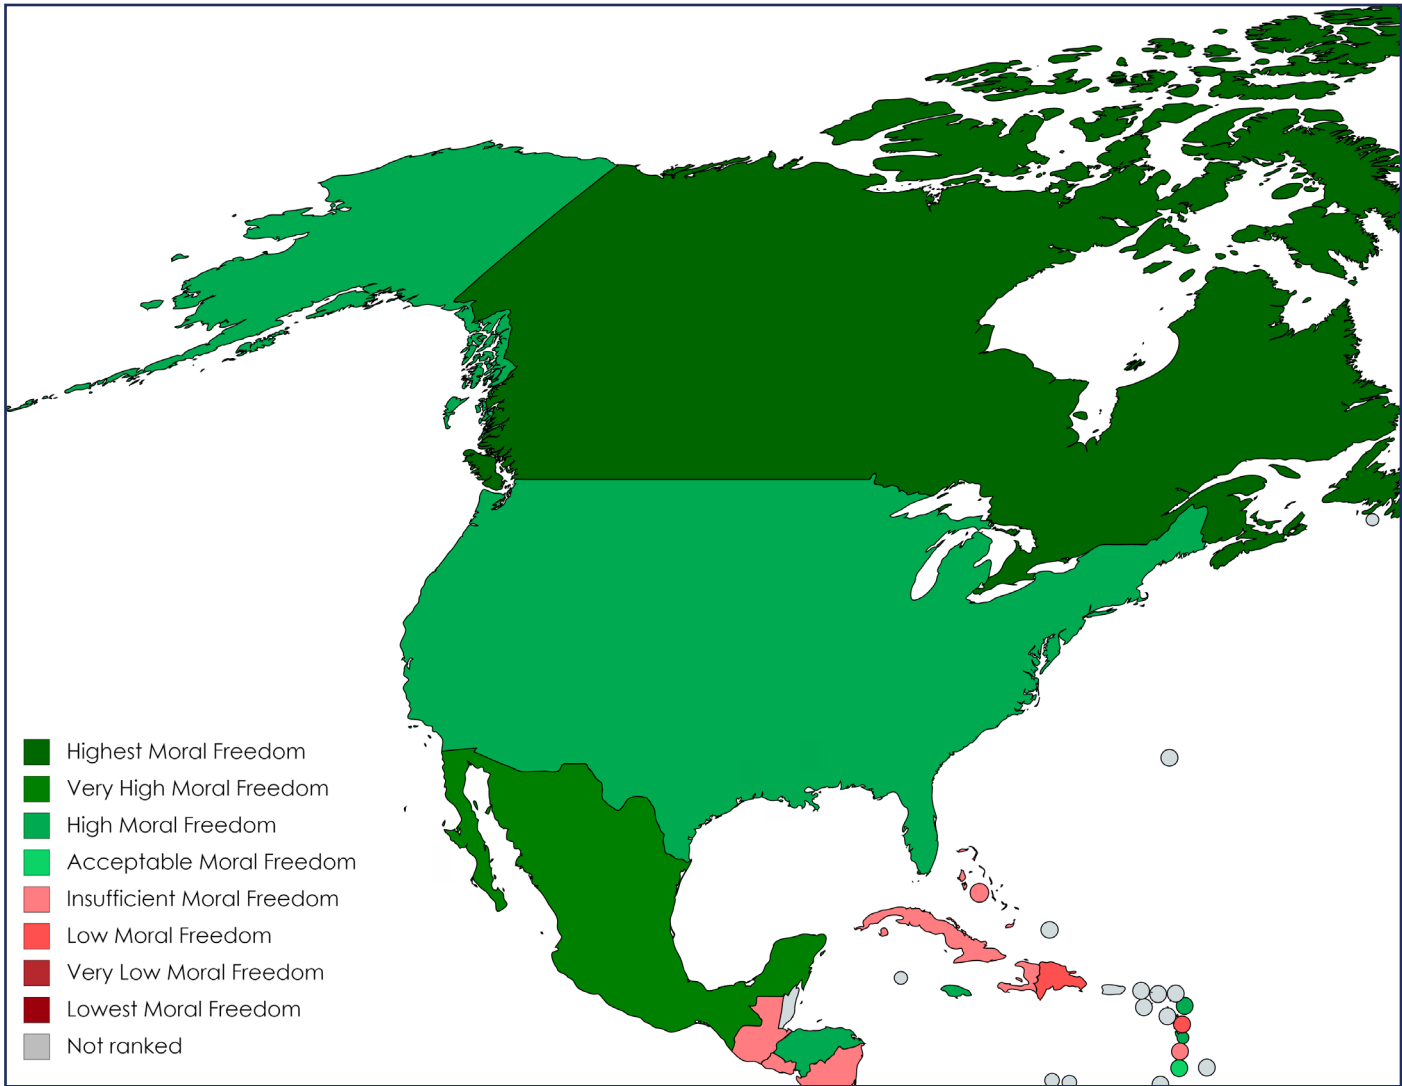 Highest Moral Freedom
Very High Moral Freedom
High Moral Freedom
Acceptable Moral Freedom
Insufficient Moral Freedom
Low Moral Freedom
Very Low Moral Freedom
Lowest Moral Freedom
Not ranked